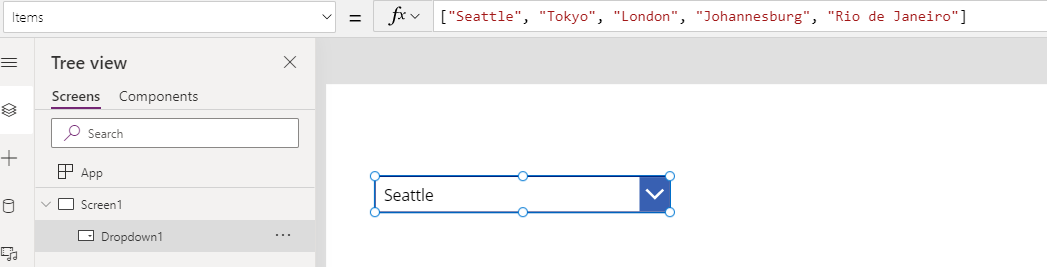 Items = fx ["Seattle", "Tokyo", "London", "Johannesburg", "Rio de Janeiro"]
Tree view
Screens Components
Search
App
Screen1
Dropdown1 ...
Seattle